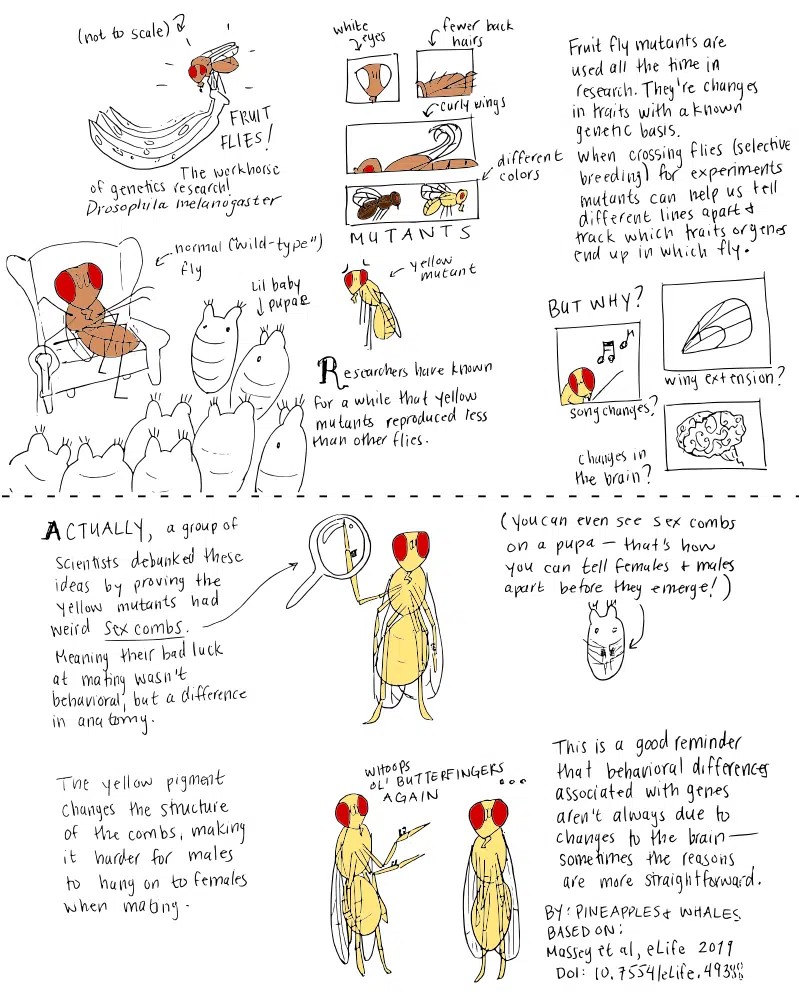 (not to scale)
FRUIT
FLIES!
The workhorse
of genetics research!
Drosophila melanogaster
white
eyes
fewer back
hairs
curly wings
different
colors
MUTANTS
Fruit fly mutants are
used all the time in
research. They're changes
in traits with a known
genetic basis.
When crossing flies (selective
breeding) for experiments
mutants can help us tell
different lines apart &
track which traits or genes
end up in which fly.
normal ("wild-type")
fly
Lil baby
pupae
yellow
mutant
Researchers have known
for a while that yellow
mutants reproduced less
than other flies.
BUT WHY?
song changes?
wing extension?
changes in
the brain?
ACTUALLY, a group of
scientists debunked these
ideas by proving the
yellow mutants had
weird sex combs.
Meaning their bad luck
at mating wasn't
behavioral, but a difference
in anatomy.
(you can even see sex combs
on a pupa — that's how
you can tell females & males
apart before they emerge!)
The yellow pigment
changes the structure
of the combs, making
it harder for males
to hang on to females
when mating.
WHOOPS
OL' BUTTERFINGERS
AGAIN
...
This is a good reminder
that behavioral differences
associated with genes
aren't always due to
changes to the brain —
sometimes the reasons
are more straightforward.
BY: PINEAPPLES & WHALES
BASED ON:
Massey et al, eLife 2019
DOI: 10.7554/eLife.49388